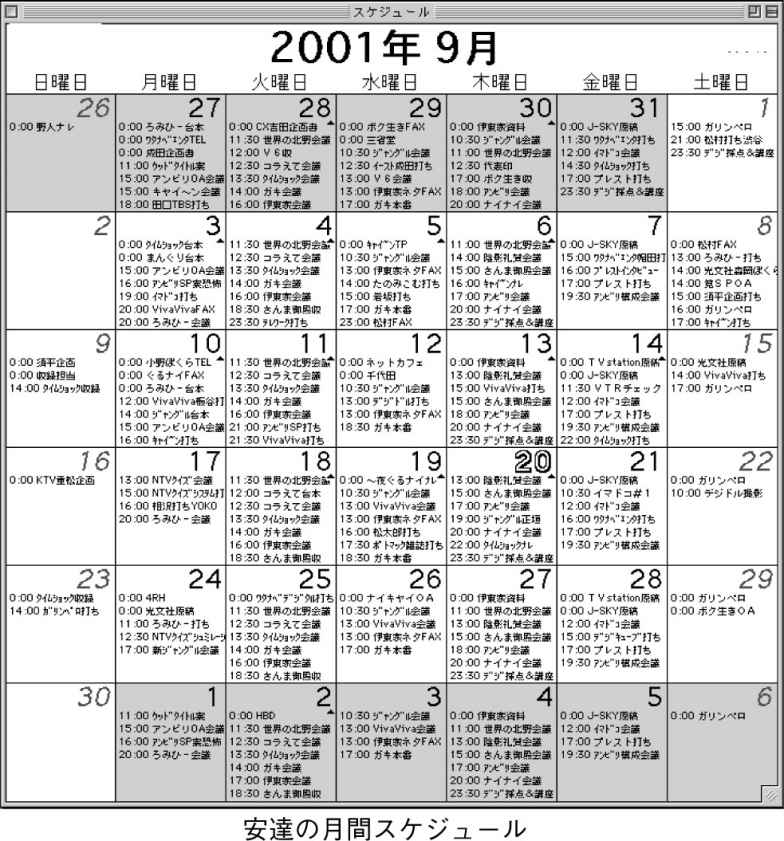 スケジュール
2001年 9月
日曜日 月曜日 火曜日 水曜日 木曜日 金曜日 土曜日
26
0:00 野人ナレ
27
0:00 ろみひ-台本
0:00 ワタナベエンタTEL
0:00 成田企画書
11:00 ウッドタイトル案
15:00 アンビリOA会議
15:00 キャイ〜ン会議
18:00 田口TBS打ち
28
0:00 CX吉田企画書
11:30 世界の北野会議
12:00 V6収
12:30 コラえて会議
13:30 タイムショック会議
14:00 ガキ会議
16:00 伊東家会議
29
0:00 ボク生きFAX
0:00 三省堂
10:30 ジャングル会議
12:30 イースト成田打ち
13:00 V6会議
13:00 伊東家ネタFAX
17:00 ガキ本番
30
0:00 伊東家資料
10:30 ジャングル会議
11:00 世界の北野会議
12:30 代表印
17:00 ボク生き収
18:00 アンビリ会議
20:00 ナイナイ会議
31
0:00 J-SKY原稿
11:30 ワタナベエンタ打ち
12:00 イマドコ会議
14:30 タイムショック打ち
17:00 プレスト打ち
23:30 デジデジ採点&講座
1
15:00 ガリンペロ
21:00 松村打ち渋谷
23:30 デジデジ採点&講座
2
3
0:00 タイムショック台本
0:00 まんぐり台本
15:00 アンビリOA会議
16:00 アンビリSP案恐怖
19:00 イマドコ打ち
20:00 VivaVivaFAX
20:00 ろみひ-会議
4
11:30 世界の北野会議
12:30 コラえて会議
13:30 タイムショック会議
14:00 ガキ会議
16:00 伊東家会議
18:30 さんま御殿収
23:30 テレワーク打ち
5
0:00 キャイ〜ンTP
10:30 ジャングル会議
13:00 伊東家ネタFAX
14:00 たのみこむ打ち
15:00 岩坂打ち
17:00 ガキ本番
23:00 松村FAX
6
11:00 世界の北野会議
14:00 陰影礼賛会議
15:00 さんま御殿会議
16:00 キャイ〜ンナレ
17:00 アンビリ会議
20:00 ナイナイ会議
23:30 デジデジ採点&講座
7
0:00 J-SKY原稿
15:00 ワタナベエンタ堀田打
16:00 プレストインタビュー
17:00 プレスト打ち
19:30 アンビリ構成会議
8
0:00 松村FAX
13:00 ろみひ-打ち
14:00 光文社森岡ぼくら
14:00 筧SPOA
15:00 須平企画打ち
16:00 ガリンペロ
17:00 キャイ〜ン打ち
9
0:00 須平企画
0:00 収録担当
14:00 タイムショック収録
10
0:00 小野ぼくらTEL
0:00 ぐるナイFAX
0:00 ろみひ-台本
12:00 VivaViva板谷打
14:00 ジャングル台本
15:00 アンビリOA会議
16:00 キャイ〜ン打ち
11
11:30 世界の北野会議
12:30 コラえて会議
13:30 タイムショック会議
14:00 ガキ会議
16:00 伊東家会議
21:00 アンビリSP打ち
21:30 VivaViva打ち
12
0:00 ネットカフェ
0:00 千代田
10:30 ジャングル会議
13:00 デジドル打ち
13:00 伊東家ネタFAX
18:30 ガキ本番
13
0:00 伊東家資料
13:00 陰影礼賛会議
15:00 VivaViva打ち
15:00 さんま御殿会議
18:00 アンビリ会議
20:00 ナイナイ会議
23:30 デジデジ採点&講座
14
0:00 TVstation原稿
0:00 J-SKY原稿
11:30 VTRチェック
12:00 イマドコ会議
17:00 プレスト打ち
19:30 アンビリ構成会議
22:00 タイムショック打ち
15
0:00 光文社原稿
14:00 VivaViva打ち
17:00 ガリンペロ
16
0:00 KTV重松企画
17
13:00 NTVクイズ会議
15:00 NTVクイズシステム打
16:00 相沢打ちYOKO
20:00 ろみひ-会議
18
11:30 世界の北野会議
12:00 コラえて台本
12:30 コラえて会議
13:30 タイムショック会議
14:00 ガキ会議
16:00 伊東家会議
18:30 さんま御殿収
19
0:00 〜夜ぐるナイナレ
10:30 ジャングル会議
13:00 VivaViva会議
13:00 伊東家ネタFAX
16:00 松太郎打ち
17:30 ポトマック雑誌打ち
18:30 ガキ本番
20
13:00 陰影礼賛会議
15:00 さんま御殿会議
17:00 アンビリ会議
19:00 ジャングル正垣
20:00 ナイナイ会議
22:00 タイムショックナレ
23:30 デジデジ採点&講座
21
0:00 J-SKY原稿
10:30 イマドコ#1
12:00 イマドコ会議
16:00 ワタナベエンタ打ち
17:00 プレスト打ち
19:30 アンビリ構成会議
22
0:00 ガリンペロ
10:00 デジドル撮影
23
0:00 タイムショック収録
14:00 ガリンペロ打ち
24
0:00 4RH
0:00 光文社原稿
11:00 ろみひ-打ち
12:30 NTVクイズシュミレーシ
17:00 新ジャングル会議
25
0:00 ワタナベデジタル打ち
11:30 世界の北野会議
12:30 コラえて会議
13:30 タイムショック会議
14:00 ガキ会議
16:00 伊東家会議
18:30 さんま御殿収
26
0:00 ナイキャイOA
10:30 ジャングル会議
13:00 VivaViva会議
13:00 伊東家ネタFAX
17:00 ガキ本番
27
0:00 伊東家資料
11:00 世界の北野会議
13:00 陰影礼賛会議
15:00 さんま御殿会議
18:00 アンビリ会議
20:00 ナイナイ会議
23:30 デジデジ採点&講座
28
0:00 TVstation原稿
0:00 J-SKY原稿
12:00 イマドコ会議
15:00 デジキューブ打ち
17:00 プレスト打ち
19:30 アンビリ構成会議
29
0:00 ガリンペロ
0:00 ボク生きOA
30
1
11:00 ウッドタイトル案
15:00 アンビリOA会議
16:00 アンビリSP案恐怖
20:00 ろみひ-会議
2
0:00 HBD
11:30 世界の北野会議
12:30 コラえて会議
13:30 タイムショック会議
14:00 ガキ会議
17:00 伊東家会議
18:30 さんま御殿収
3
10:30 ジャングル会議
13:00 VivaViva会議
13:00 伊東家ネタFAX
17:00 ガキ本番
4
0:00 伊東家資料
11:00 世界の北野会議
13:00 陰影礼賛会議
15:00 さんま御殿会議
17:00 アンビリ会議
20:00 ナイナイ会議
23:30 デジデジ採点&講座
5
0:00 J-SKY原稿
12:00 イマドコ会議
17:00 プレスト打ち
19:30 アンビリ構成会議
6
0:00 ガリンペロ
安達の月間スケジュール